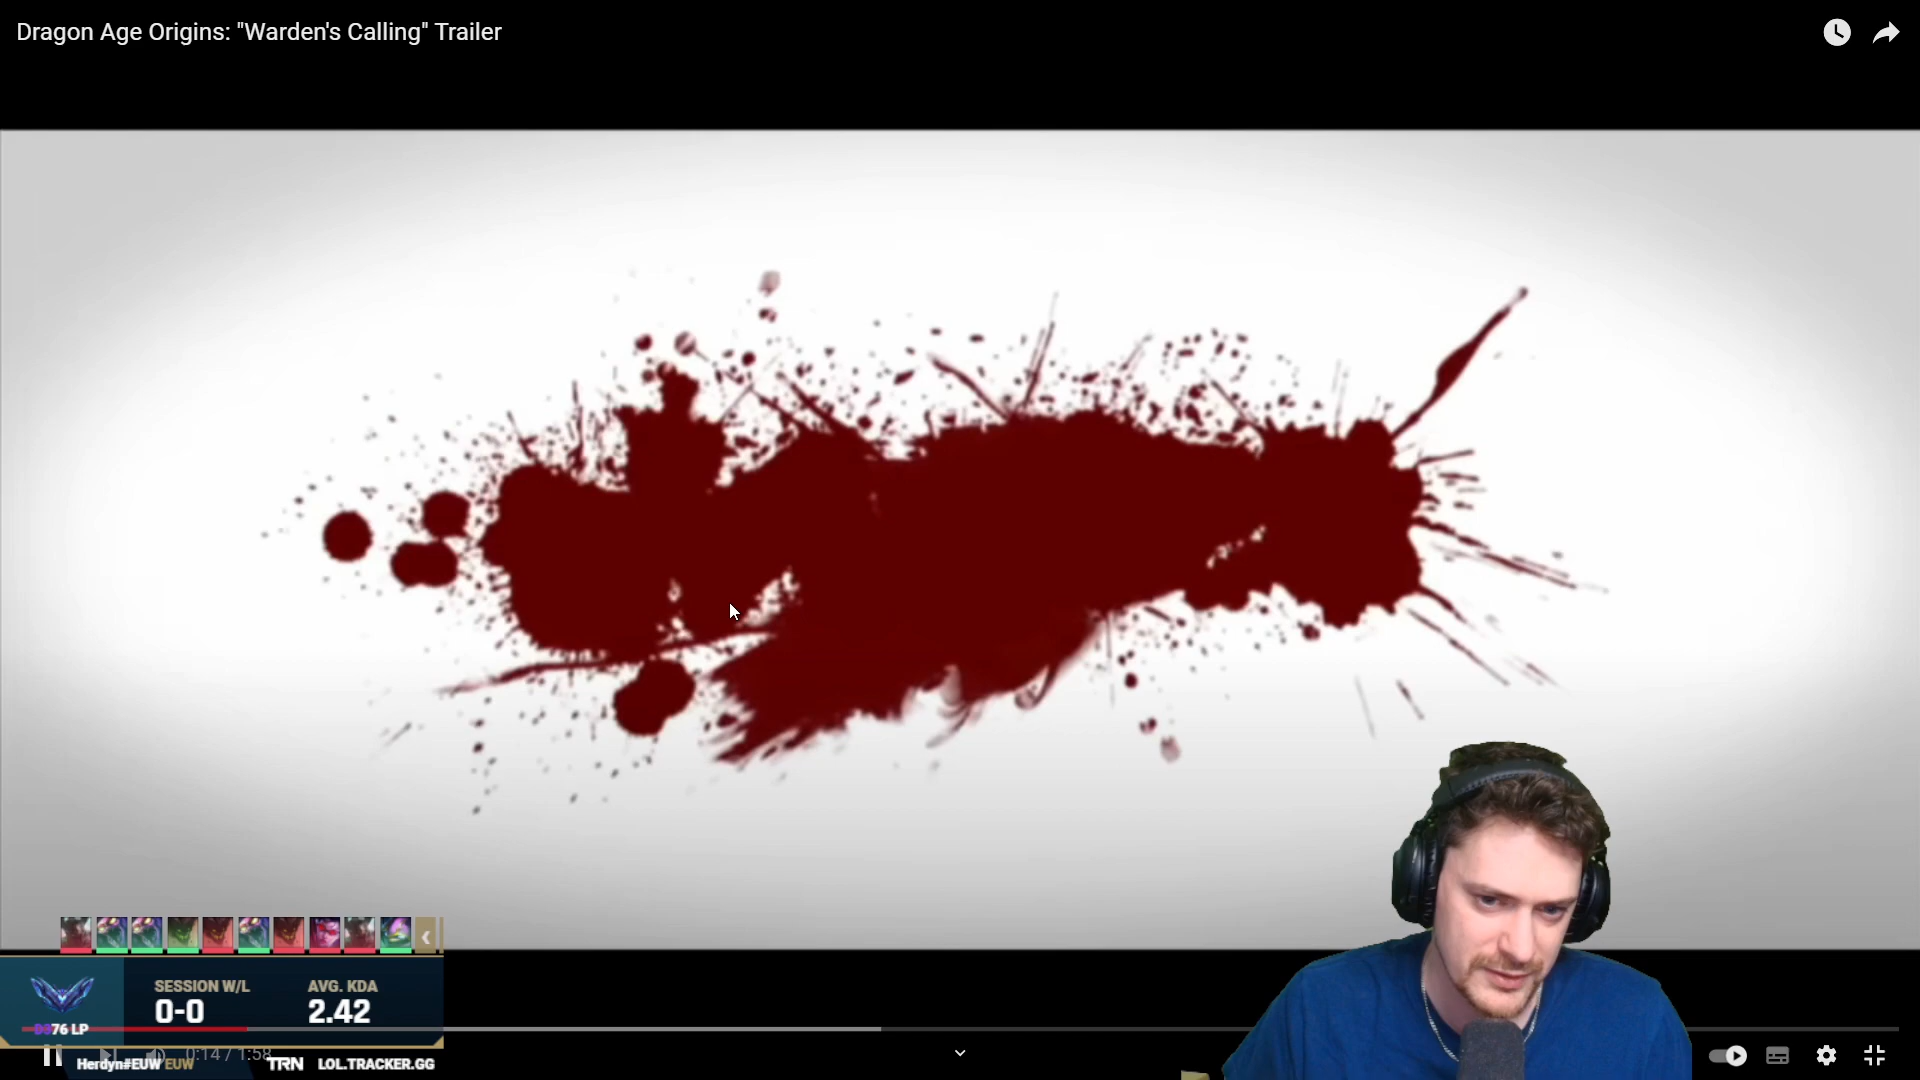 Dragon Age Origins: "Warden's Calling" Trailer
SESSION W/L
AVG. KDA
0-0
2.42
76 LP
0:14 / 1:58
Herdyn#EUW EUW
TRN
LOL.TRACKER.GG